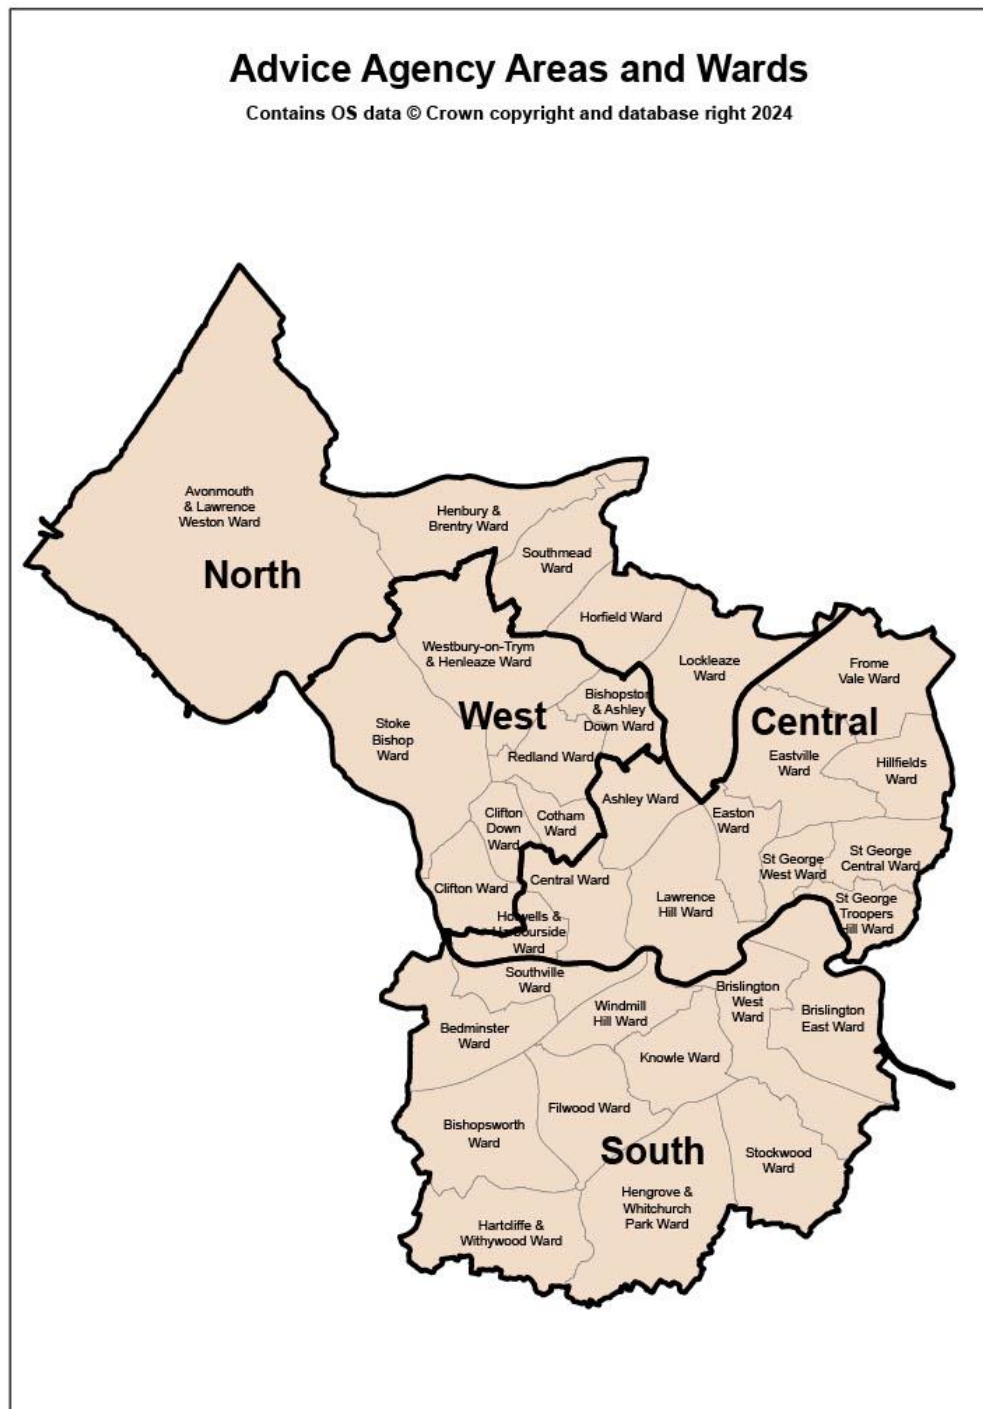 Advice Agency Areas and Wards
Contains OS data © Crown copyright and database right 2024
Avonmouth
& Lawrence
Weston Ward
North
Henbury &
Brentry Ward
Southmead
Ward
Horfield Ward
Lockleaze
Ward
Westbury-on-Trym
& Henleaze Ward
West
Stoke
Bishop
Ward
Bishopston
& Ashley
Down Ward
Redland Ward
Clifton
Down
Ward
Cotham
Ward
Clifton Ward
Frome
Vale Ward
Central
Eastville
Ward
Hillfields
Ward
Ashley Ward
Easton
Ward
St George
West Ward
St George
Central Ward
St George
Troopers
Hill Ward
Central Ward
Lawrence
Hill Ward
Hotwells &
Harbourside
Ward
Southville
Ward
Windmill
Hill Ward
Brislington
West
Ward
Brislington
East Ward
Bedminster
Ward
Knowle Ward
Filwood Ward
Bishopsworth
Ward
South
Stockwood
Ward
Hengrove &
Whitchurch
Park Ward
Hartcliffe &
Withywood Ward